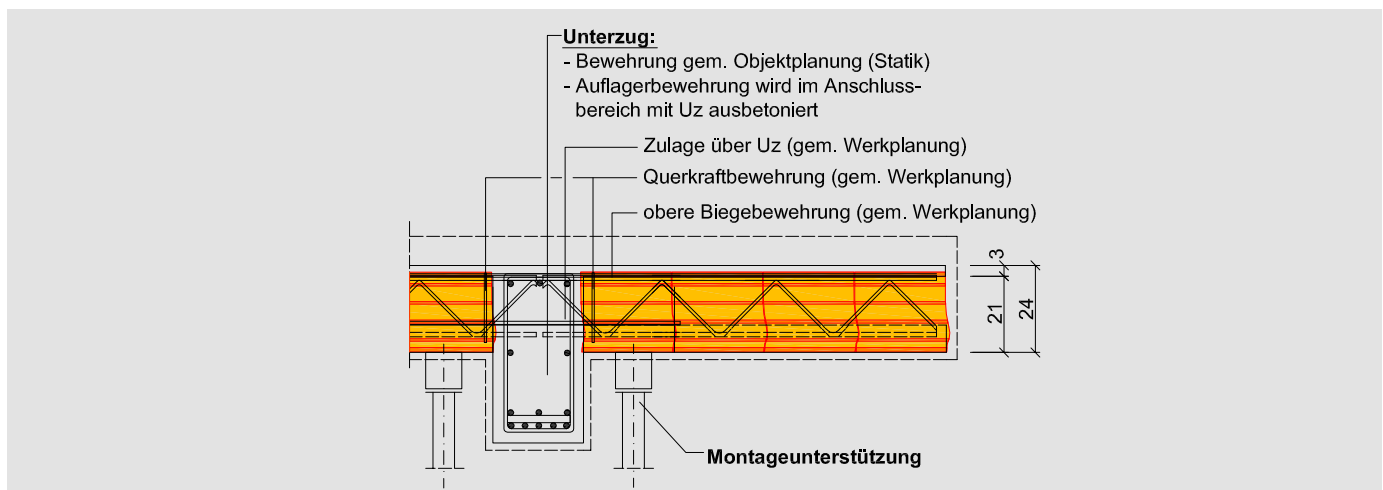 Unterzug:
- Bewehrung gem. Objektplanung (Statik)
- Auflagerbewehrung wird im Anschluss-
bereich mit Uz ausbetoniert
Zulage über Uz (gem. Werkplanung)
Querkraftbewehrung (gem. Werkplanung)
obere Biegebewehrung (gem. Werkplanung)
3
21
24
Montageunterstützung